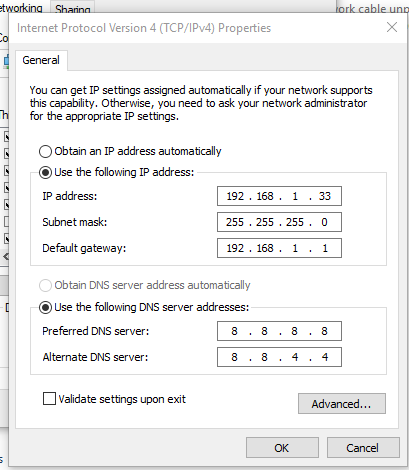 etworking
Sharing
ork cable unp
Internet Protocol Version 4 (TCP/IPv4) Properties
General
You can get IP settings assigned automatically if your network supports
this capability. Otherwise, you need to ask your network administrator
for the appropriate IP settings.
Obtain an IP address automatically
Use the following IP address:
IP address: 192 . 168 . 1 . 33
Subnet mask: 255 . 255 . 255 . 0
Default gateway: 192 . 168 . 1 . 1
Obtain DNS server address automatically
Use the following DNS server addresses:
Preferred DNS server: 8 . 8 . 8 . 8
Alternate DNS server: 8 . 8 . 4 . 4
Validate settings upon exit
Advanced...
OK
Cancel